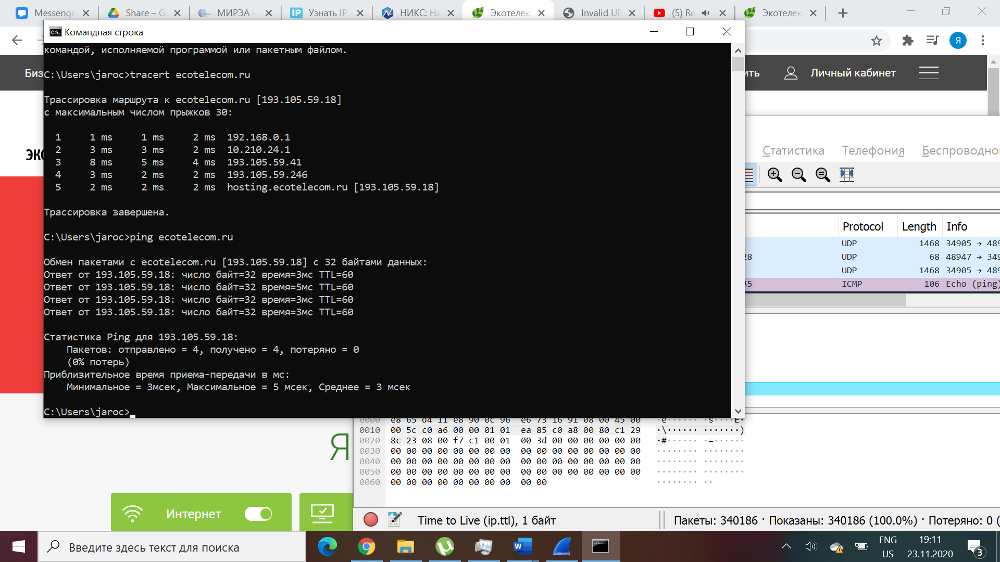 Messenge
Share – G
МИРЭА -
Узнать IP
НИКС: На
Экотелек
Invalid UR
(5) Re
Экотелек
Командная строка
командой, исполняемой программой или пакетным файлом.
C:\Users\jaroc>tracert ecotelecom.ru
Трассировка маршрута к ecotelecom.ru [193.105.59.18]
с максимальным числом прыжков 30:
1 1 ms 1 ms 2 ms 192.168.0.1
2 3 ms 3 ms 2 ms 10.210.24.1
3 8 ms 5 ms 4 ms 193.105.59.41
4 3 ms 2 ms 2 ms 193.105.59.246
5 2 ms 2 ms 2 ms hosting.ecotelecom.ru [193.105.59.18]
Трассировка завершена.
C:\Users\jaroc>ping ecotelecom.ru
Обмен пакетами с ecotelecom.ru [193.105.59.18] с 32 байтами данных:
Ответ от 193.105.59.18: число байт=32 время=3мс TTL=60
Ответ от 193.105.59.18: число байт=32 время=5мс TTL=60
Ответ от 193.105.59.18: число байт=32 время=3мс TTL=60
Ответ от 193.105.59.18: число байт=32 время=3мс TTL=60
Статистика Ping для 193.105.59.18:
Пакетов: отправлено = 4, получено = 4, потеряно = 0
(0% потерь)
Приблизительное время приема-передачи в мс:
Минимальное = 3мсек, Максимальное = 5 мсек, Среднее = 3 мсек
C:\Users\jaroc>
Я
Биз
ить Личный кабинет
ЭКО
Статистика Телефония Беспроводно
Protocol Length Info
UDP 1468 34905 → 489
28 UDP 68 48947 → 349
UDP 1468 34905 → 489
35 ICMP 106 Echo (ping)
0000 e8 65 d4 11 e8 90 0c 96 e6 73 16 91 08 00 45 00 ·e······ ·s····E·
0010 00 5c c0 a6 00 00 01 01 ea 85 c0 a8 00 80 c1 29 ·\······ ·······)
0020 8c 23 08 00 f7 c1 00 01 00 3d 00 00 00 00 00 00 ·#······ ·=······
0030 00 00 00 00 00 00 00 00 00 00 00 00 00 00 00 00 ········ ········
0040 00 00 00 00 00 00 00 00 00 00 00 00 00 00 00 00 ········ ········
0050 00 00 00 00 00 00 00 00 00 00 00 00 00 00 00 00 ········ ········
0060 00 00 00 00 00 00 00 00 00 00 ········ ··
Я
Интернет
Time to Live (ip.ttl), 1 байт
Пакеты: 340186 · Показаны: 340186 (100.0%) · Потеряно: 0 (
Введите здесь текст для поиска
ENG
US
19:11
23.11.2020
3